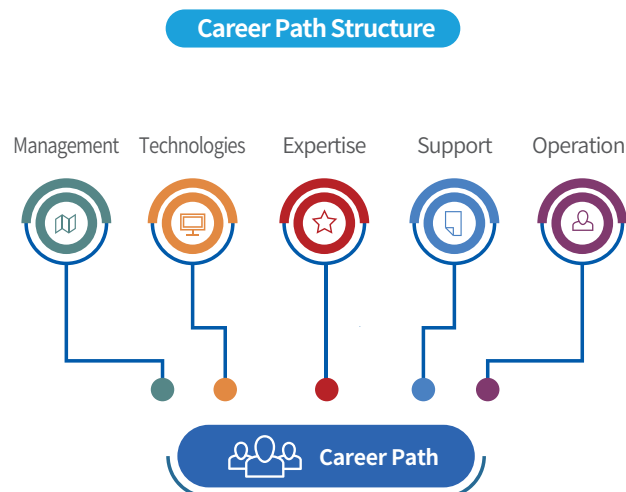 Career Path Structure
Management Technologies Expertise Support Operation
Career Path